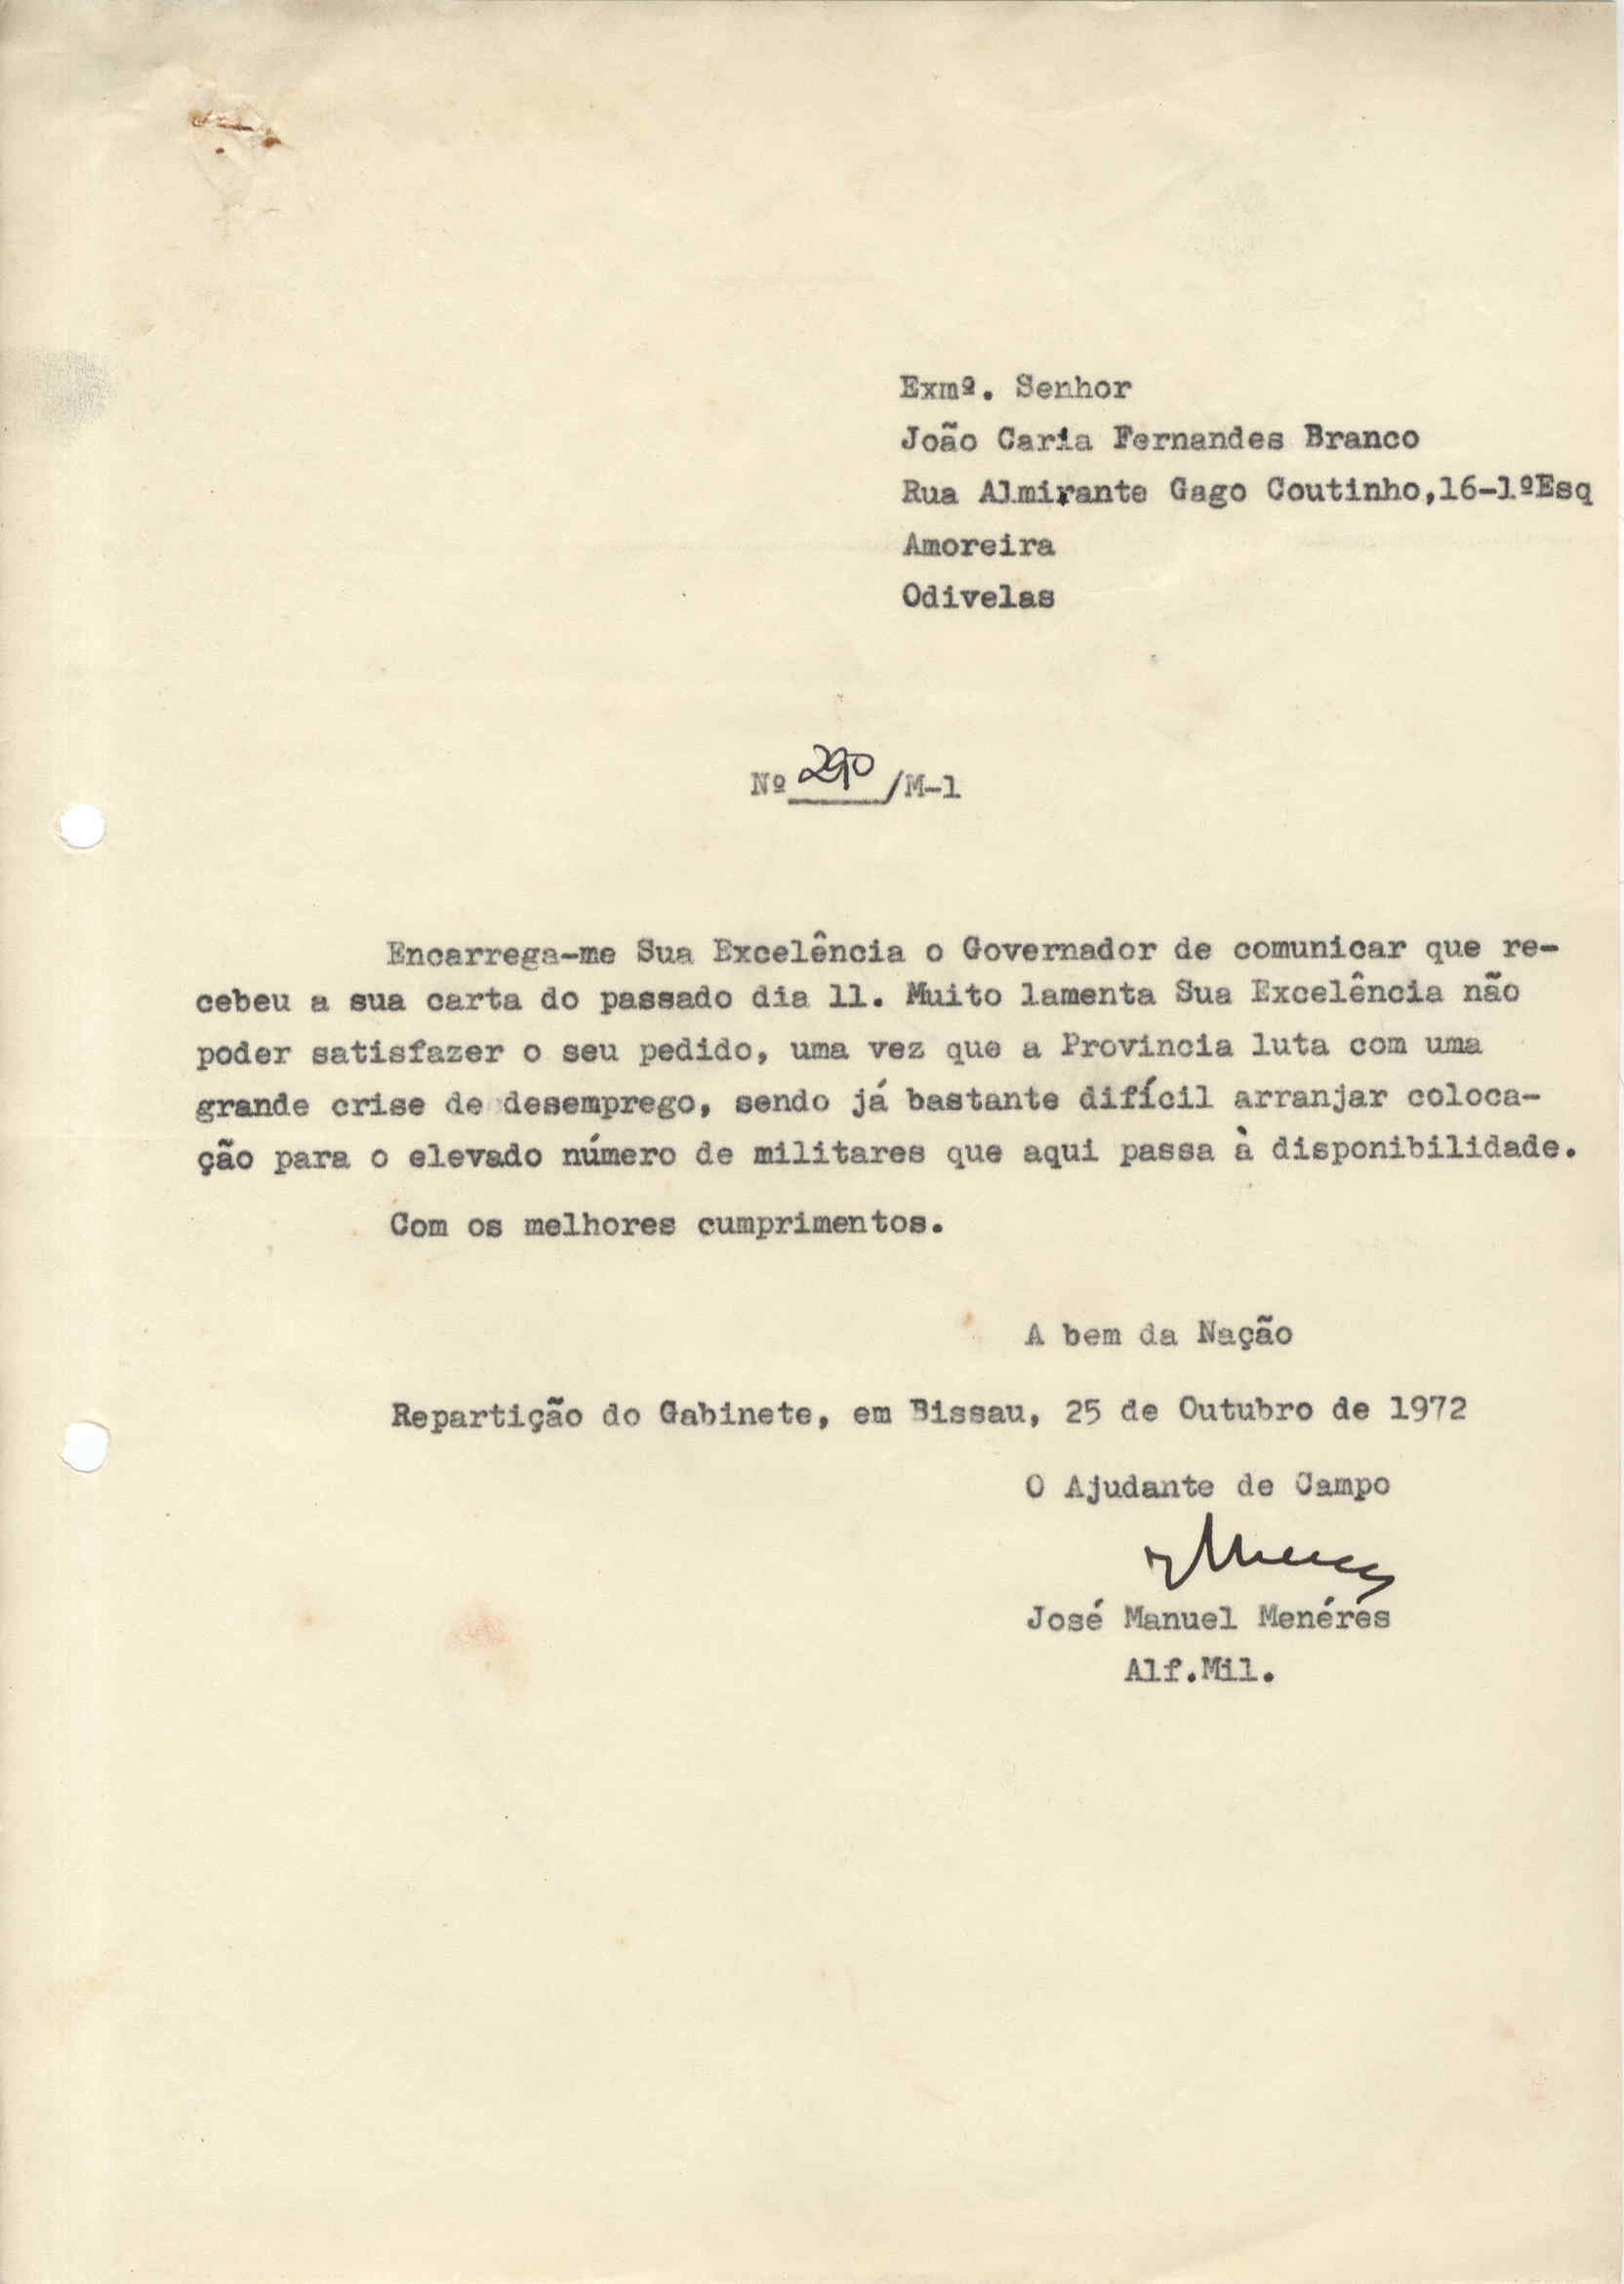 Exmº. Senhor
João Caria Fernandes Branco
Rua Almirante Gago Coutinho,16-1ºEsq
Amoreira
Odivelas
Nº 290/M-1
Encarrega-me Sua Excelência o Governador de comunicar que re-
cebeu a sua carta do passado dia 11. Muito lamenta Sua Excelência não
poder satisfazer o seu pedido, uma vez que a Provincia luta com uma
grande crise de desemprego, sendo já bastante difícil arranjar coloca-
ção para o elevado número de militares que aqui passa à disponibilidade.
Com os melhores cumprimentos.
A bem da Nação
Repartição do Gabinete, em Bissau, 25 de Outubro de 1972
O Ajudante de Campo
José Manuel Menéres
Alf.Mil.